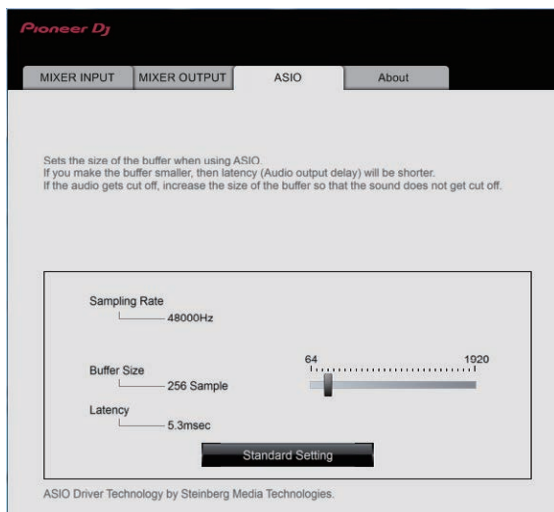 Pioneer Dj
MIXER INPUT MIXER OUTPUT ASIO About
Sets the size of the buffer when using ASIO.
If you make the buffer smaller, then latency (Audio output delay) will be shorter.
If the audio gets cut off, increase the size of the buffer so that the sound does not get cut off.
Sampling Rate
48000Hz
64 1920
Buffer Size
256 Sample
Latency
5.3msec
Standard Setting
ASIO Driver Technology by Steinberg Media Technologies.